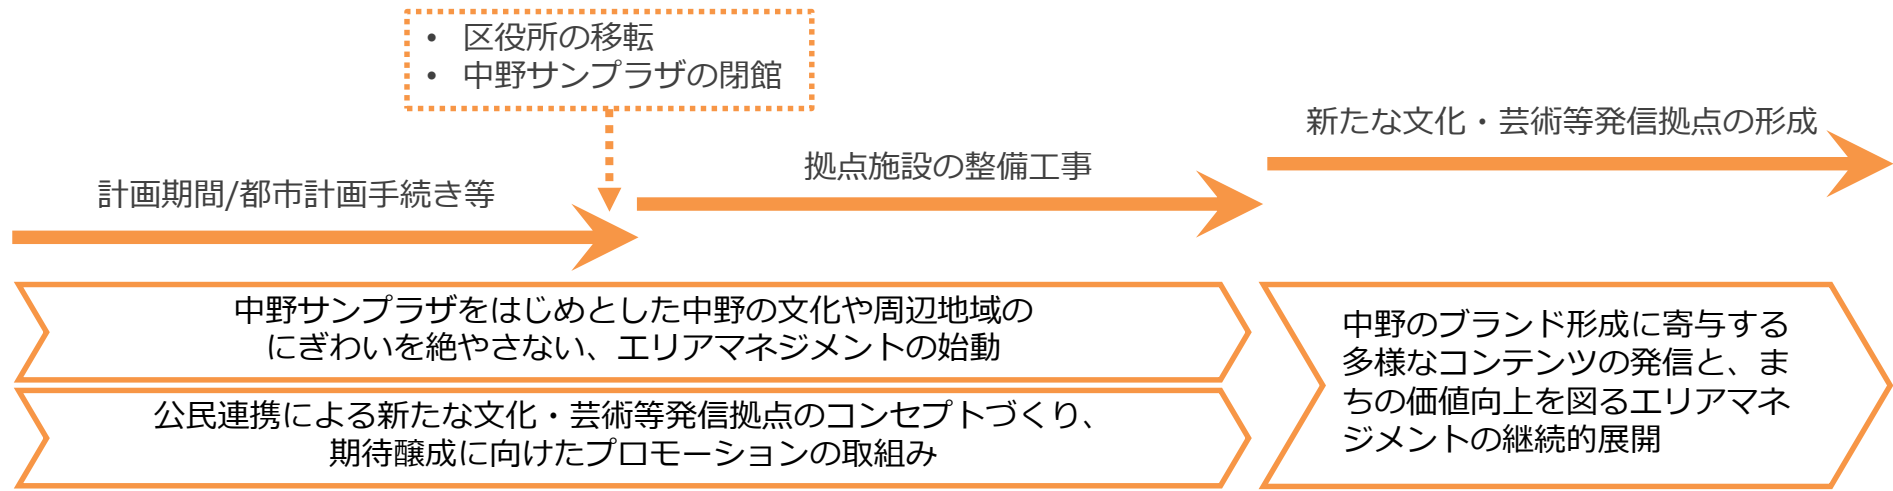 • 区役所の移転
• 中野サンプラザの閉館
新たな文化・芸術等発信拠点の形成
拠点施設の整備工事
計画期間/都市計画手続き等
中野サンプラザをはじめとした中野の文化や周辺地域の
にぎわいを絶やさない、エリアマネジメントの始動
公民連携による新たな文化・芸術等発信拠点のコンセプトづくり、
期待醸成に向けたプロモーションの取組み
中野のブランド形成に寄与する
多様なコンテンツの発信と、ま
ちの価値向上を図るエリアマネ
ジメントの継続的展開